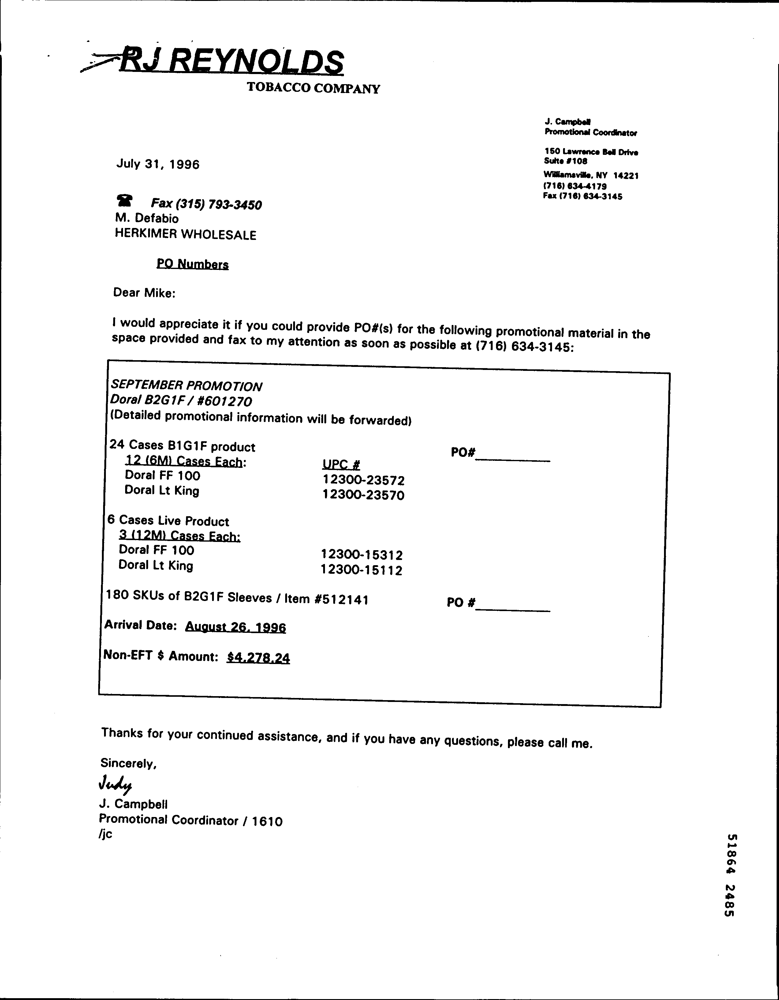 RJ REYNOLDS
TOBACCO COMPANY
J. Campbell
Promotional Coordinator
150 Lawrence Bell Drive
Suite #108
Williamsville, NY 14221
(716) 634-4179
Fax (716) 634-3145
July 31, 1996
☎ Fax (315) 793-3450
M. Defabio
HERKIMER WHOLESALE
PO Numbers
Dear Mike:
I would appreciate it if you could provide PO#(s) for the following promotional material in the
space provided and fax to my attention as soon as possible at (716) 634-3145:
SEPTEMBER PROMOTION
Doral B2G1F / #601270
(Detailed promotional information will be forwarded)
24 Cases B1G1F product PO#__________
12 (6M) Cases Each: UPC #
Doral FF 100 12300-23572
Doral Lt King 12300-23570
6 Cases Live Product
3 (12M) Cases Each:
Doral FF 100 12300-15312
Doral Lt King 12300-15112
180 SKUs of B2G1F Sleeves / Item #512141 PO #__________
Arrival Date: August 26, 1996
Non-EFT $ Amount: $4,278.24
Thanks for your continued assistance, and if you have any questions, please call me.
Sincerely,
Judy
J. Campbell
Promotional Coordinator / 1610
/jc
51864 2485